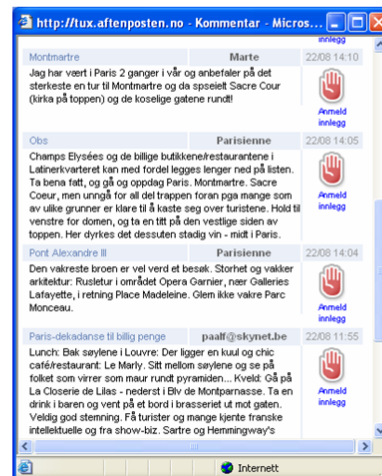 http://tux.aftenposten.no - Kommentar - Micros...
innlegg
Montmartre Marte 22/08 14:10
Jag har vært i Paris 2 ganger i vår og anbefaler på det
sterkeste en tur til Montmartre og da spseielt Sacre Cour
(kirka på toppen) og de koselige gatene rundt!
Anmeld
innlegg
Obs Parisienne 22/08 14:05
Champs Elysées og de billige butikkene/restaurantene i
Latinerkvarteret kan med fordel legges lenger ned på listen.
Ta bena fatt, og gå og oppdag Paris. Montmartre. Sacre
Coeur, men unngå for all del trappen foran pga mange som
av ulike grunner er klare til å kaste seg over turistene. Hold til
venstre for domen, og ta en titt på den vestlige siden av
toppen. Her dyrkes det dessuten stadig vin - midt i Paris.
Anmeld
innlegg
Pont Alexandre III Parisienne 22/08 14:04
Den vakreste broen er vel verd et besøk. Storhet og vakker
arkitektur: Rusletur i området Opera Garnier, nær Galleries
Lafayette, i retning Place Madeleine. Glem ikke vakre Parc
Monceau.
Anmeld
innlegg
Paris-dekadanse til billig penge paalf@skynet.be 22/08 11:55
Lunch: Bak søylene i Louvre: Der ligger en kuul og chic
café/restaurant: Le Marly. Sitt mellom søylene og se på
folket som virrer som maur rundt pyramiden... Kveld: Gå på
La Closerie de Lilas - nederst i Blv de Montparnasse. Ta en
drink i baren og vent på et bord i brasseriet ut mot gaten.
Veldig god stemning. Få turister og mange kjente franske
intellektuelle og fra show-biz. Sartre og Hemmingway's
Anmeld
innlegg
Internett